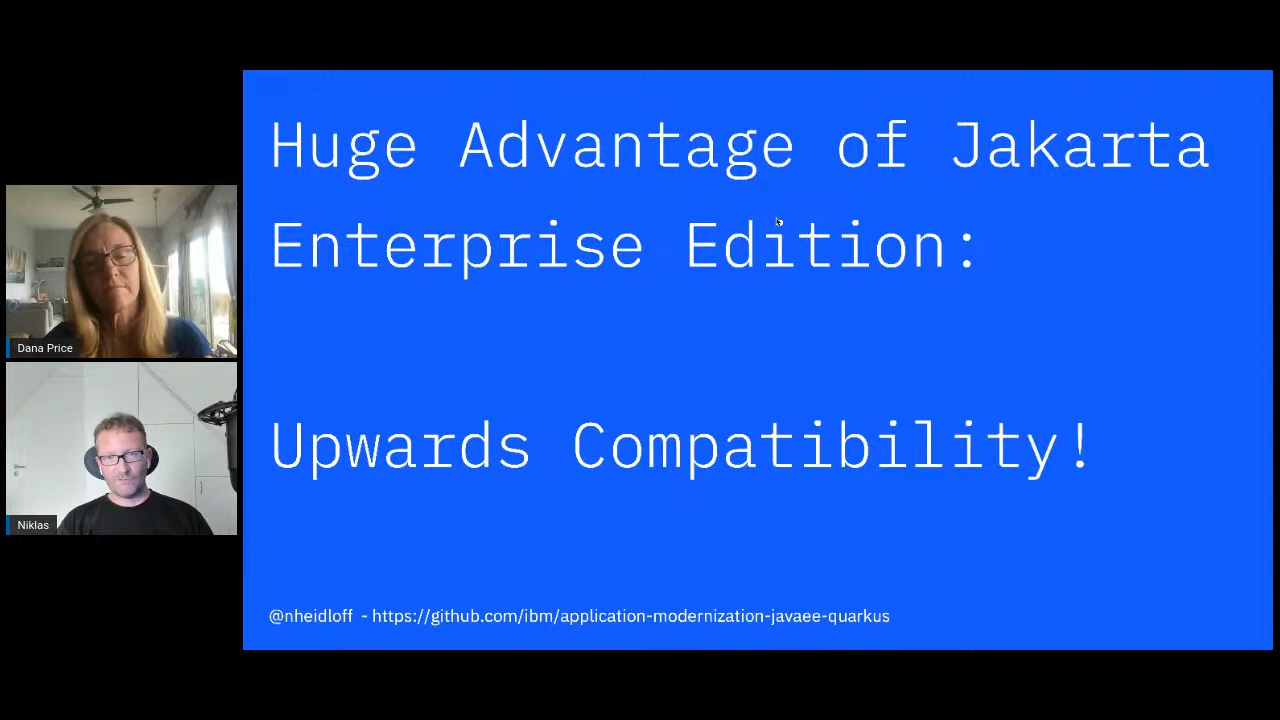 Huge Advantage of Jakarta
Enterprise Edition:
Upwards Compatibility!
@nheidloff - https://github.com/ibm/application-modernization-javaee-quarkus
Dana Price
Niklas